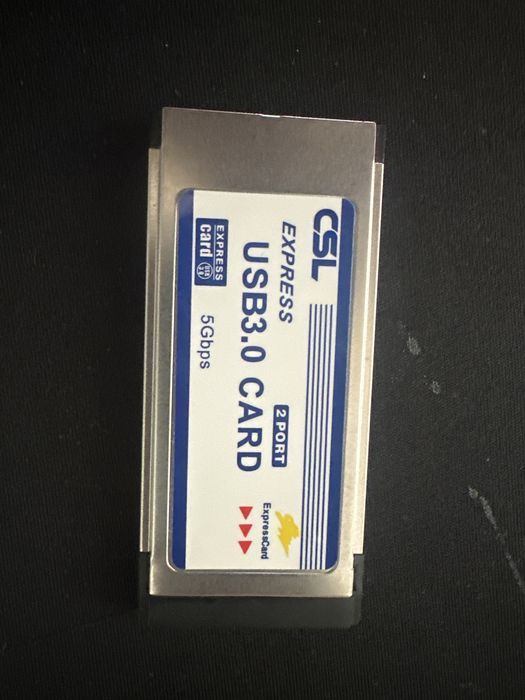 CSL
EXPRESS
USB3.0 CARD
2 PORT
5Gbps
EXPRESS
card
ExpressCard